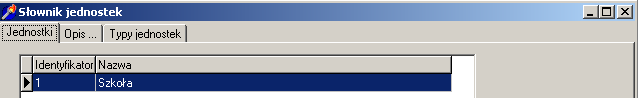 Słownik jednostek
Jednostki Opis ... Typy jednostek
Identyfikator Nazwa
1 Szkoła